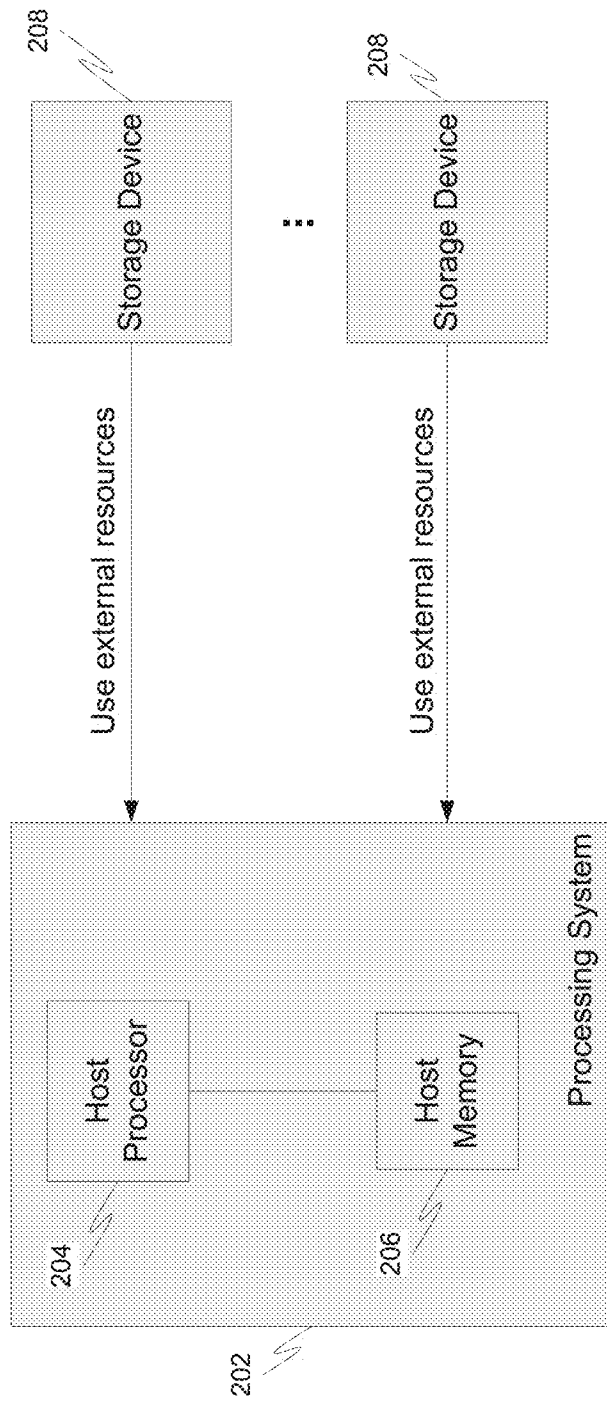 202
204
Host
Processor
206
Host
Memory
Processing System
Use external resources
Use external resources
Storage Device
208
...
Storage Device
208